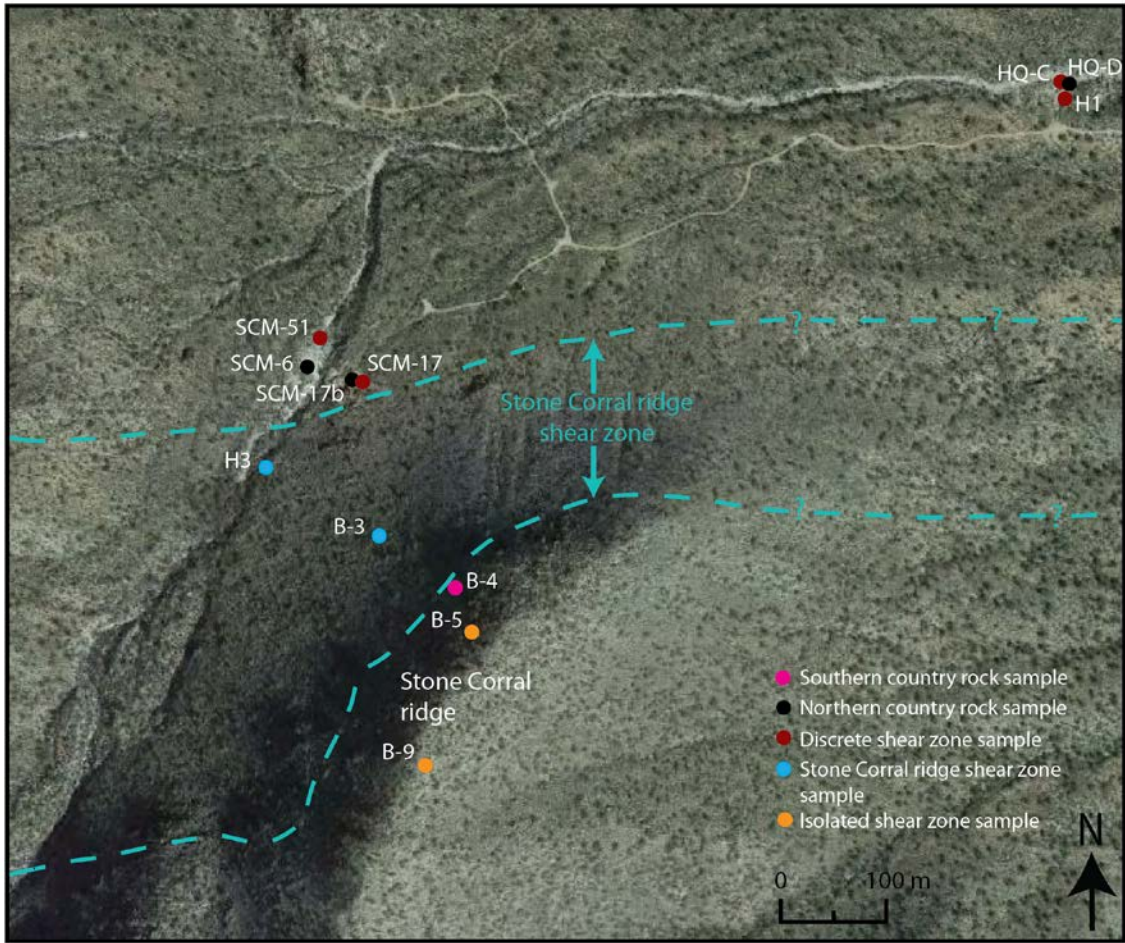 HQ-C
HQ-D
H1
SCM-51
SCM-6
SCM-17
SCM-17b
?
?
Stone Corral ridge
shear zone
H3
B-3
?
?
B-4
B-5
Stone Corral
ridge
B-9
Southern country rock sample
Northern country rock sample
Discrete shear zone sample
Stone Corral ridge shear zone
sample
Isolated shear zone sample
N
0
100 m